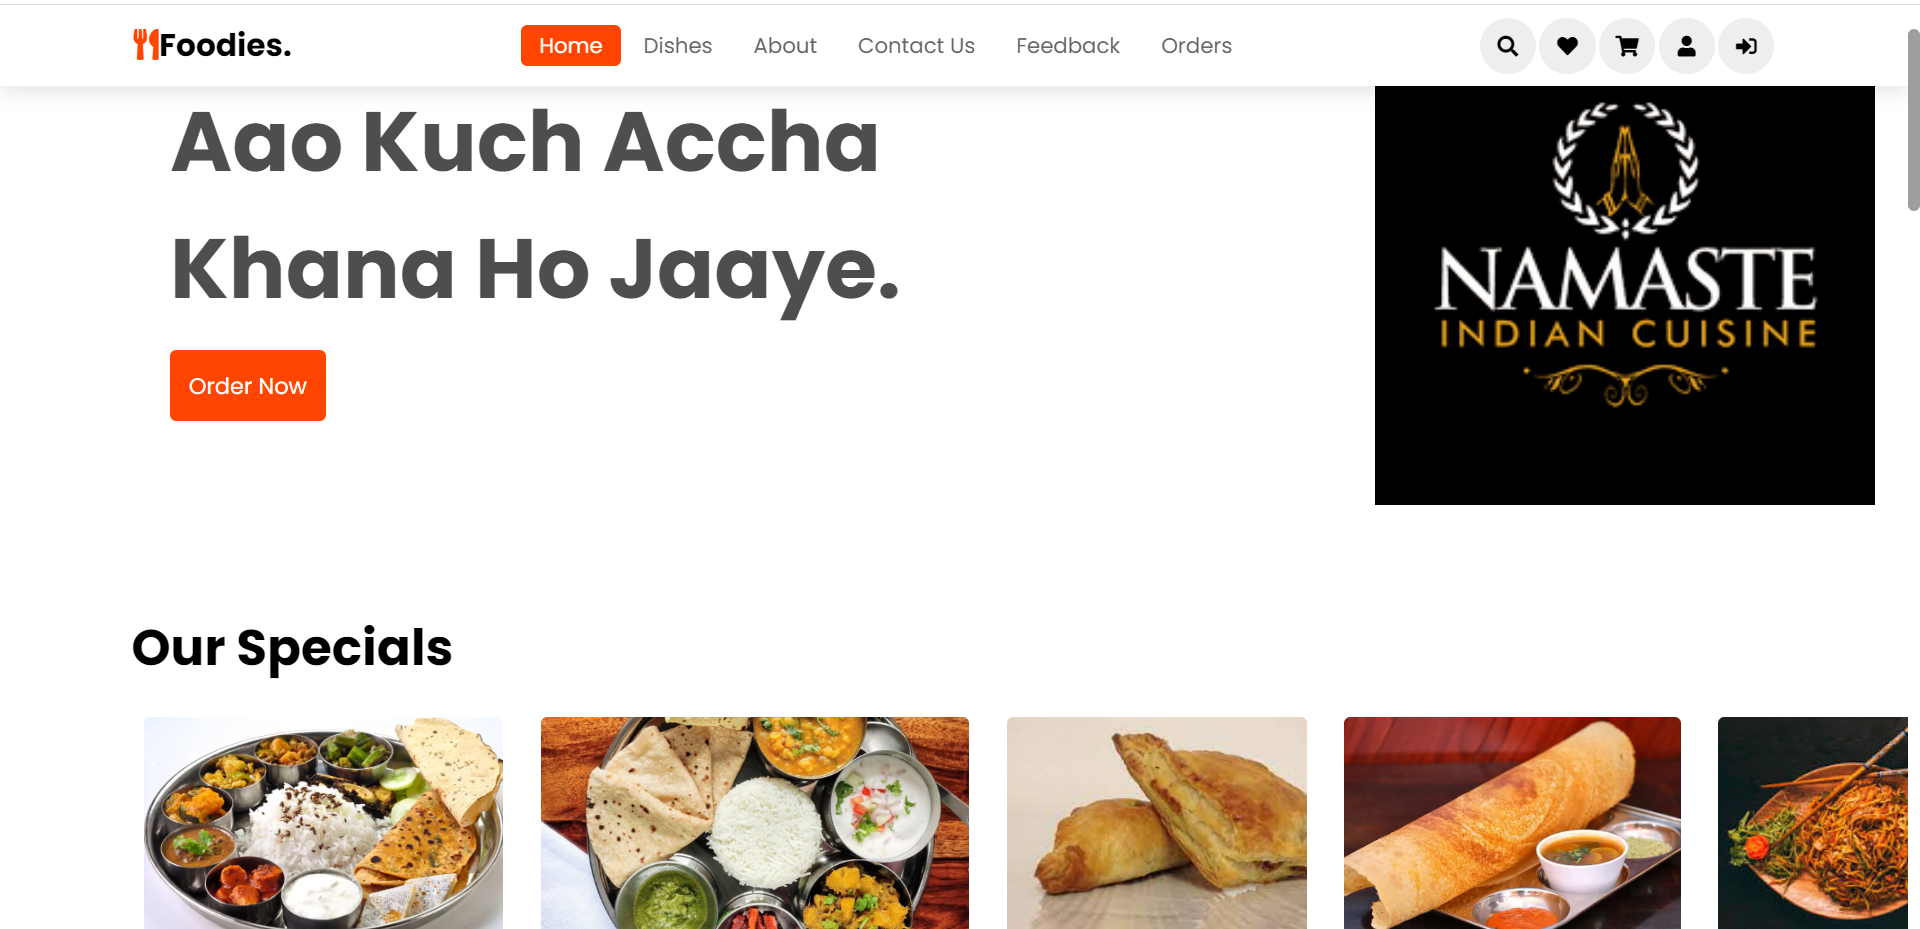 Foodies.
Home
Dishes
About
Contact Us
Feedback
Orders
Aao Kuch Accha
Khana Ho Jaaye.
Order Now
NAMASTE
INDIAN CUISINE
Our Specials